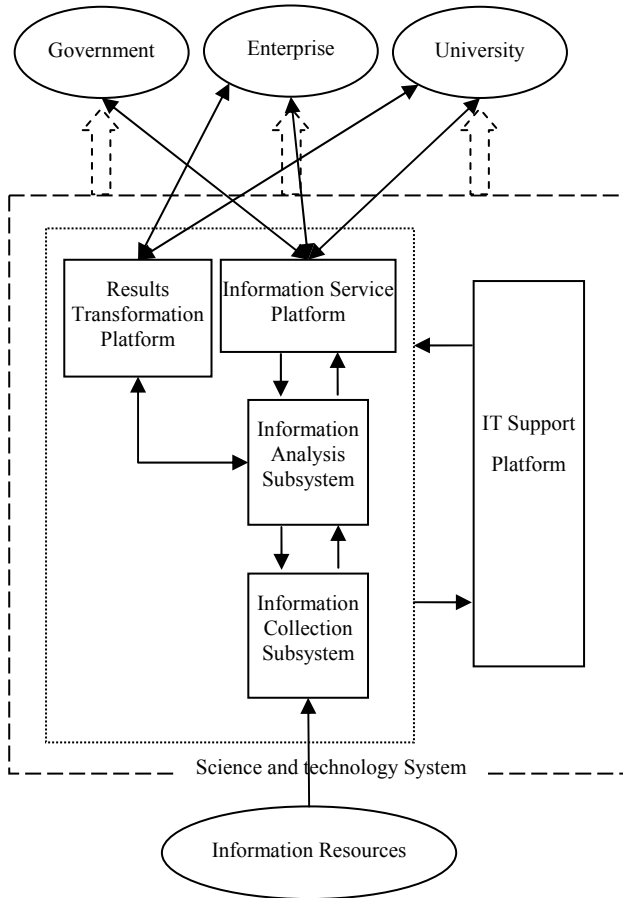 Government
Enterprise
University
Results
Transformation
Platform
Information Service
Platform
IT Support
Platform
Information
Analysis
Subsystem
Information
Collection
Subsystem
Science and technology System
Information Resources